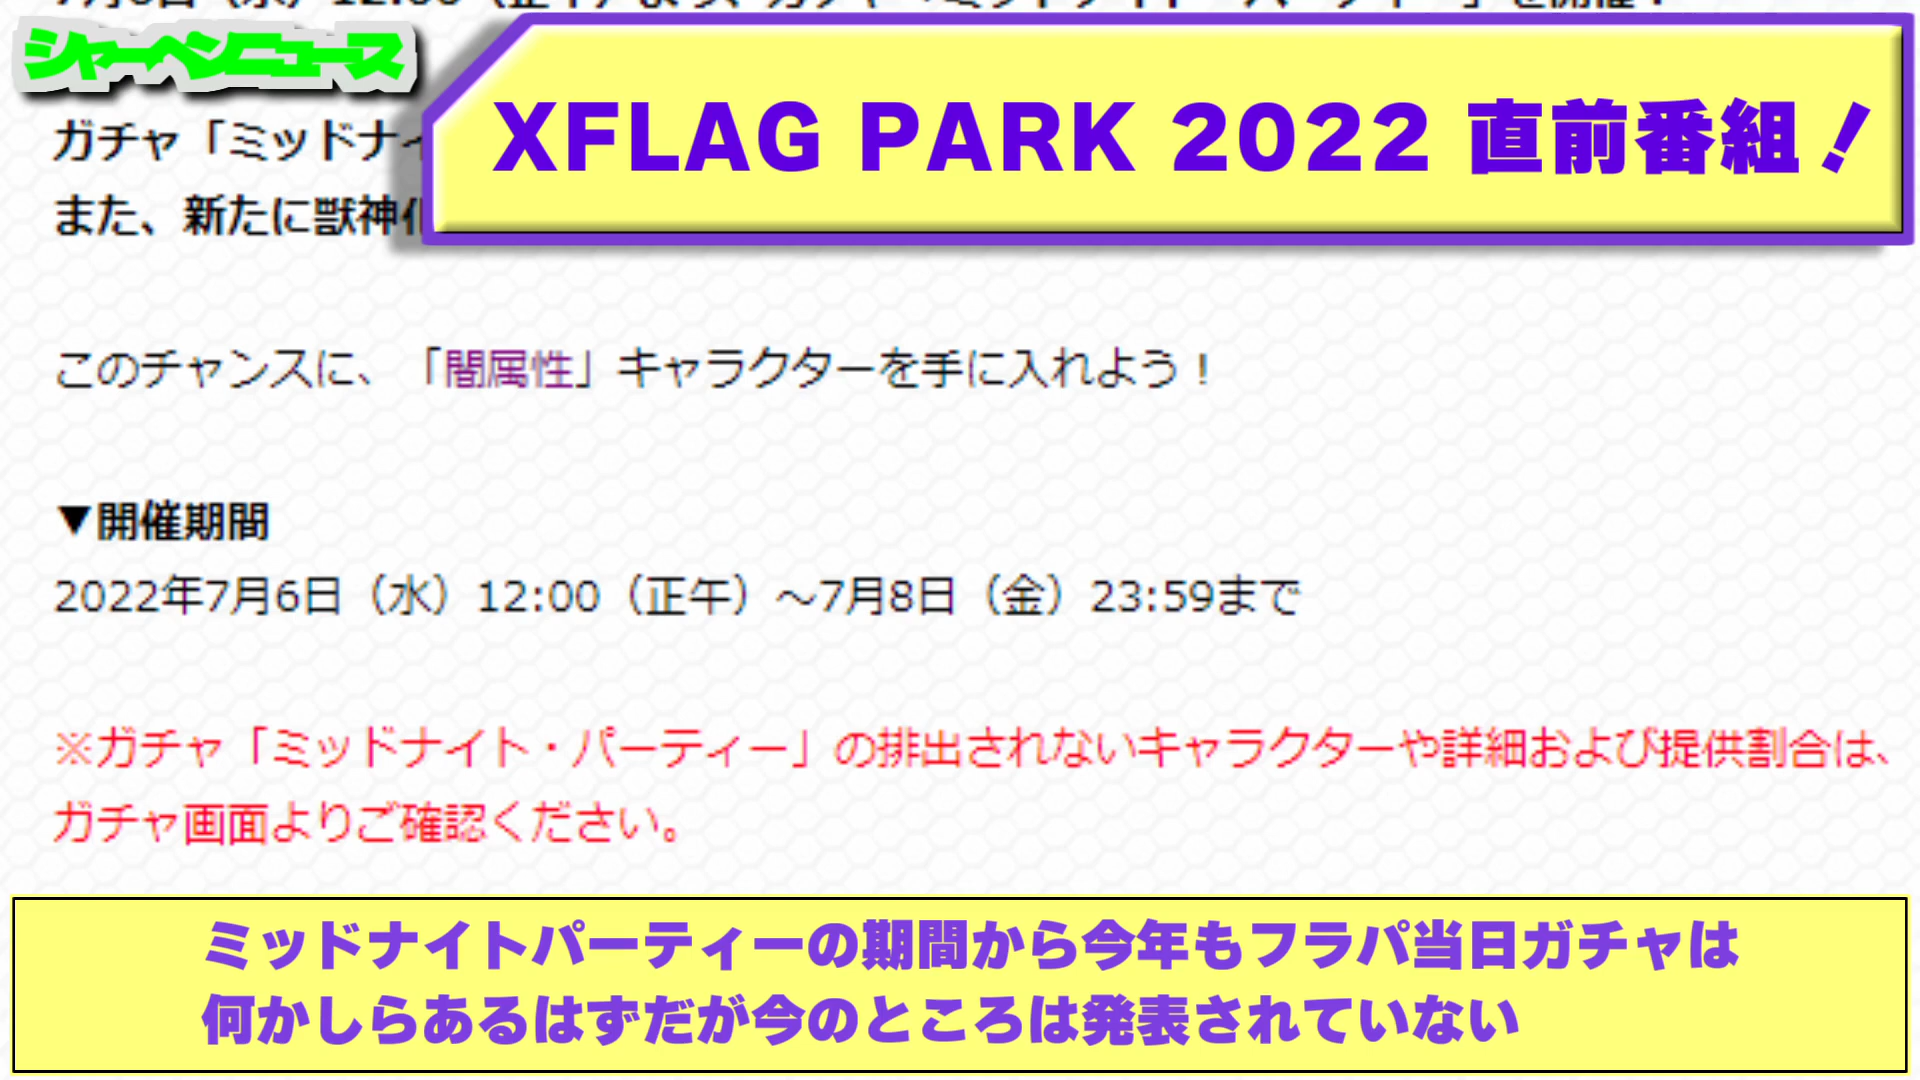 シャーペンニュース
XFLAG PARK 2022 直前番組！
ガチャ「ミッドナイ
また、新たに獣神化
このチャンスに、「闇属性」キャラクターを手に入れよう！
▼開催期間
2022年7月6日（水）12:00（正午）～7月8日（金）23:59まで
※ガチャ「ミッドナイト・パーティー」の排出されないキャラクターや詳細および提供割合は、
ガチャ画面よりご確認ください。
ミッドナイトパーティーの期間から今年もフラパ当日ガチャは
何かしらあるはずだが今のところは発表されていない